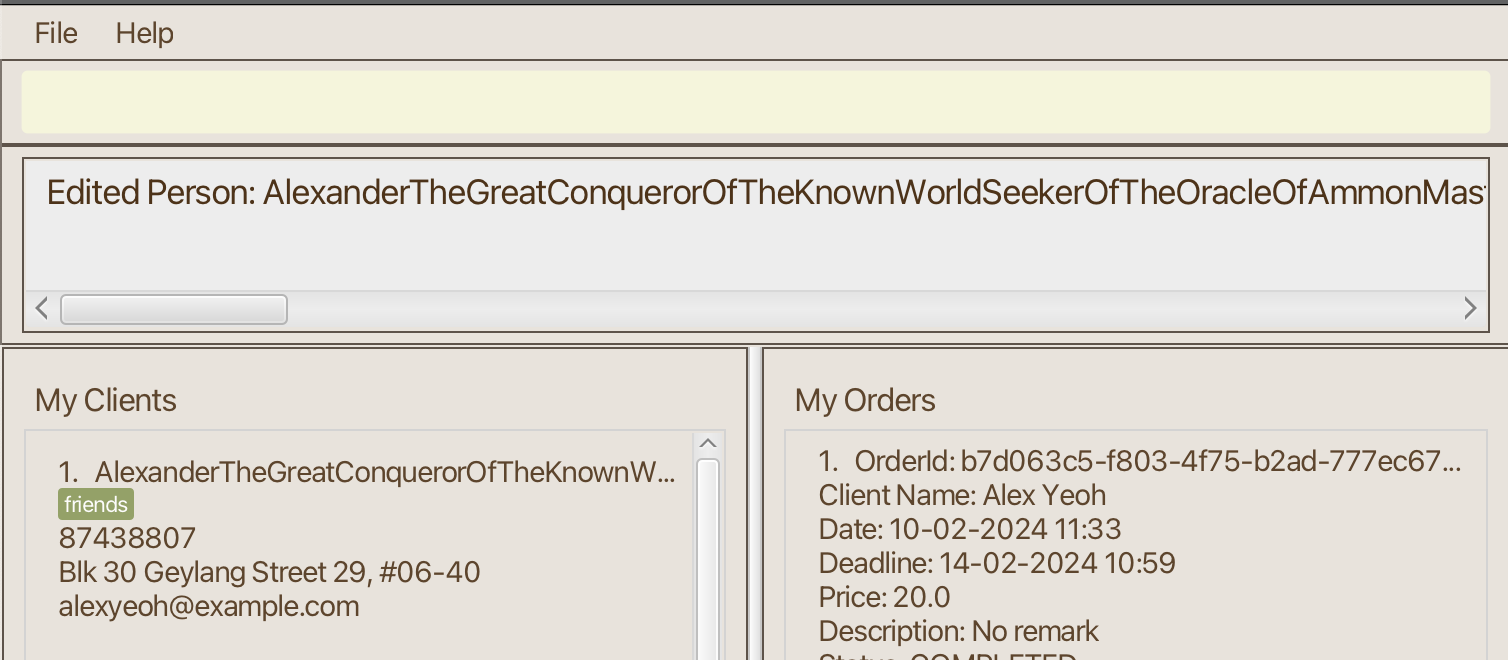 File Help
Edited Person: AlexanderTheGreatConquerorOfTheKnownWorldSeekerOfTheOracleOfAmmonMas
My Clients
1. AlexanderTheGreatConquerorOfTheKnownW...
friends
87438807
Blk 30 Geylang Street 29, #06-40
alexyeoh@example.com
My Orders
1. OrderId: b7d063c5-f803-4f75-b2ad-777ec67...
Client Name: Alex Yeoh
Date: 10-02-2024 11:33
Deadline: 14-02-2024 10:59
Price: 20.0
Description: No remark
Status: COMPLETED